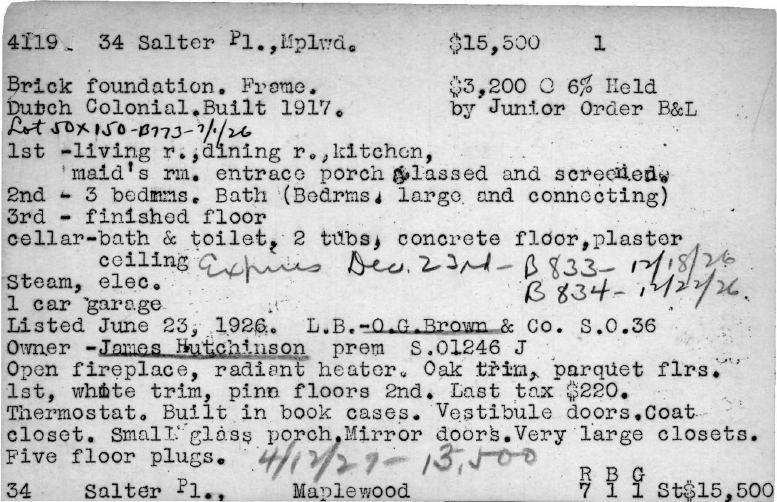 4119. 34 Salter Pl.,Mplwd. $15,500 1
Brick foundation. Frame. $3,200 @ 6% Held
Dutch Colonial.Built 1917. by Junior Order B&L
Lot 50x150-B773-7/1/26
1st -living r.,dining r.,kitchen,
maid's rm. entrace porch glassed and screened.
2nd - 3 bedmms. Bath (Bedrms. large and connecting)
3rd - finished floor
cellar-bath & toilet, 2 tubs, concrete floor,plaster
ceiling Expires Dec. 23rd - B 833 - 12/18/26
Steam, elec. B 834 - 12/22/26.
1 car garage
Listed June 23, 1926. L.B.-O.G.Brown & Co. S.O.36
Owner -James Hutchinson prem S.O1246 J
Open fireplace, radiant heater. Oak trim, parquet flrs.
1st, white trim, pinn floors 2nd. Last tax $220.
Thermostat. Built in book cases. Vestibule doors.Coat
closet. Small glass porch.Mirror doors.Very large closets.
Five floor plugs. 4/12/27 - 13,500
R B G
34 Salter Pl., Maplewood 7 1 1 St$15,500